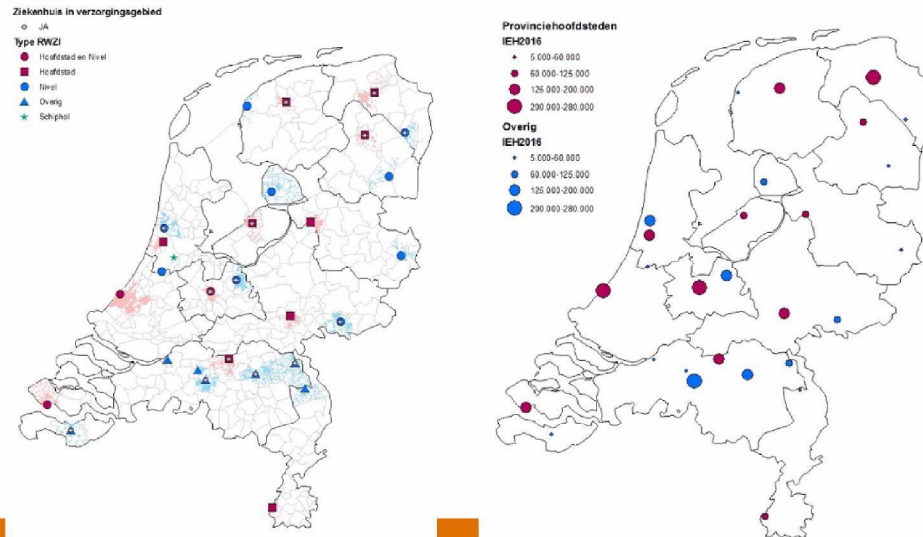 Ziekenhuis in verzorgingsgebied
JA
Type RWZI
Hoofdstad en Nivel
Hoofdstad
Nivel
Overig
Schiphol
Provinciehoofdsteden
IEH2016
5.000-60.000
60.000-125.000
125.000-200.000
200.000-280.000
Overig
IEH2016
5.000-60.000
60.000-125.000
125.000-200.000
200.000-280.000